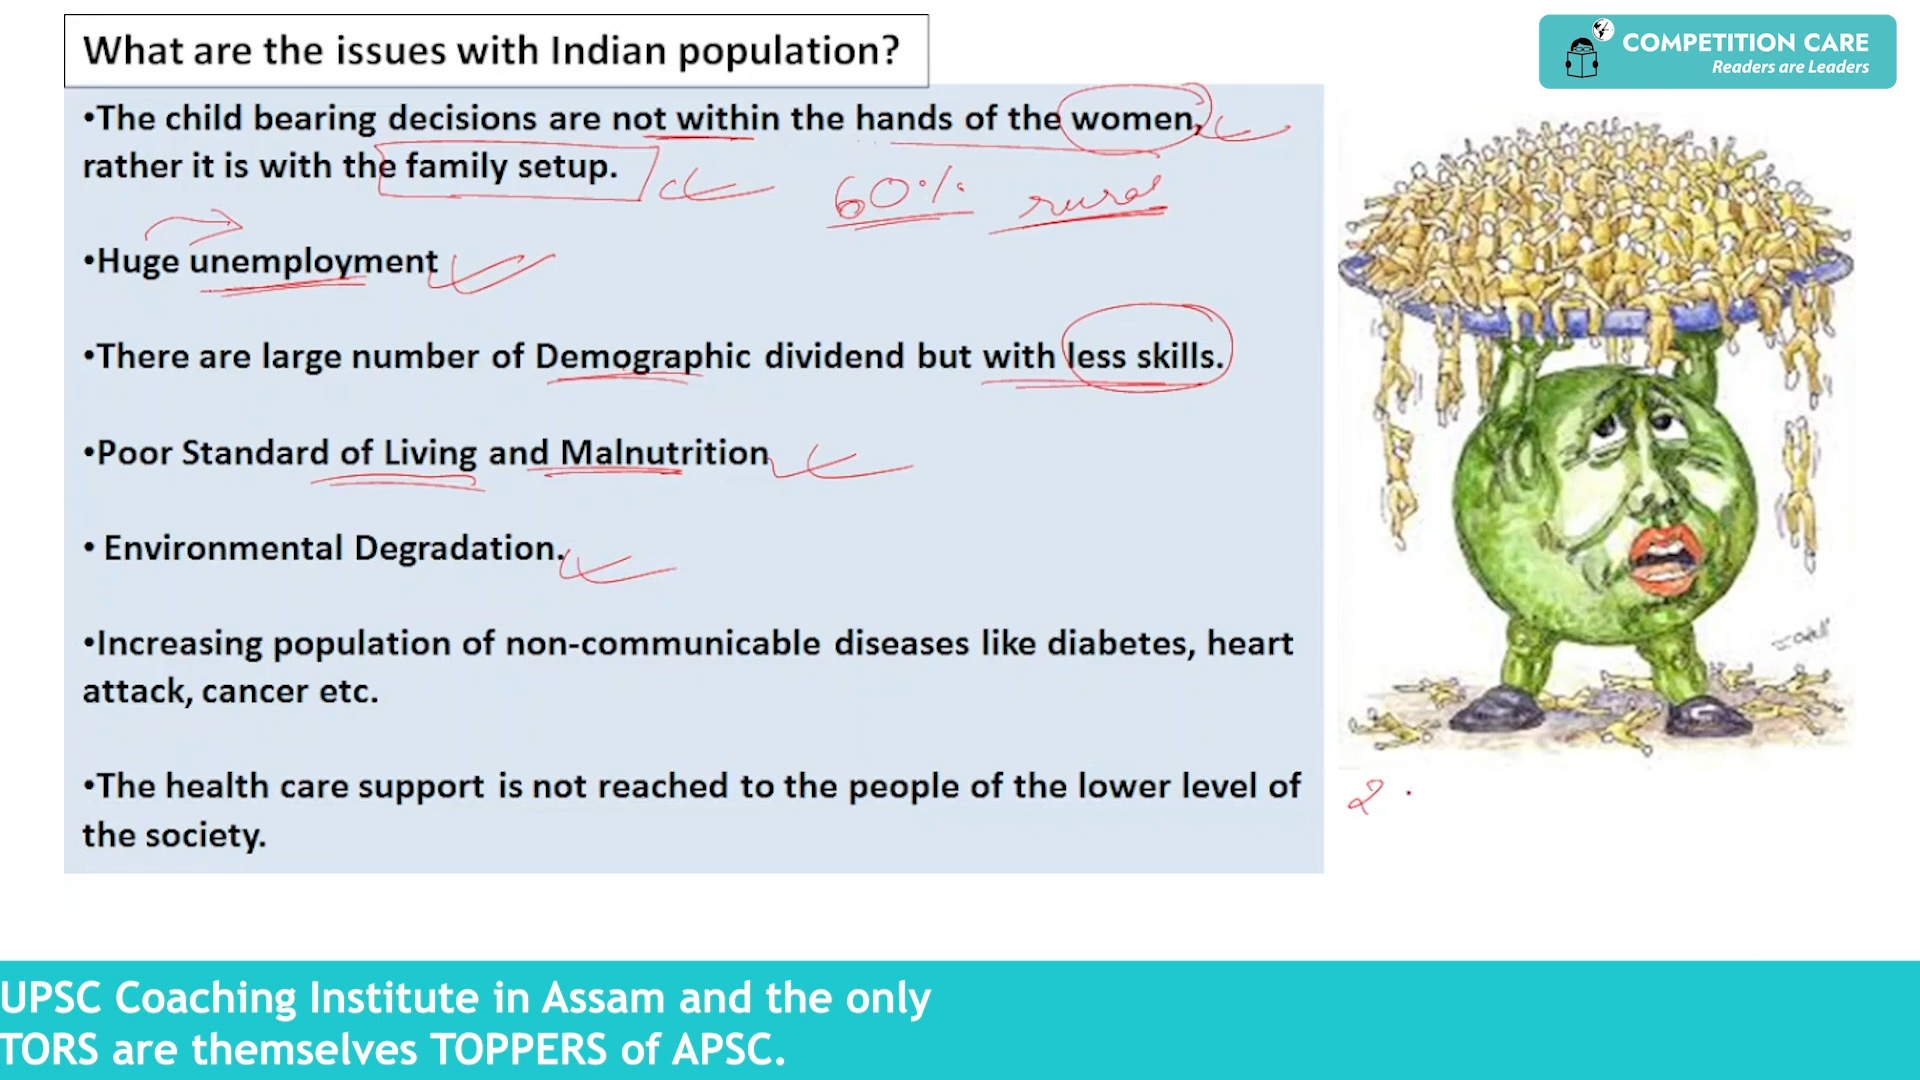 What are the issues with Indian population?
COMPETITION CARE
Readers are Leaders
•The child bearing decisions are not within the hands of the women,
rather it is with the family setup.
60% rural
•Huge unemployment
•There are large number of Demographic dividend but with less skills.
•Poor Standard of Living and Malnutrition
• Environmental Degradation.
•Increasing population of non-communicable diseases like diabetes, heart
attack, cancer etc.
•The health care support is not reached to the people of the lower level of
the society.
2
UPSC Coaching Institute in Assam and the only
TORS are themselves TOPPERS of APSC.